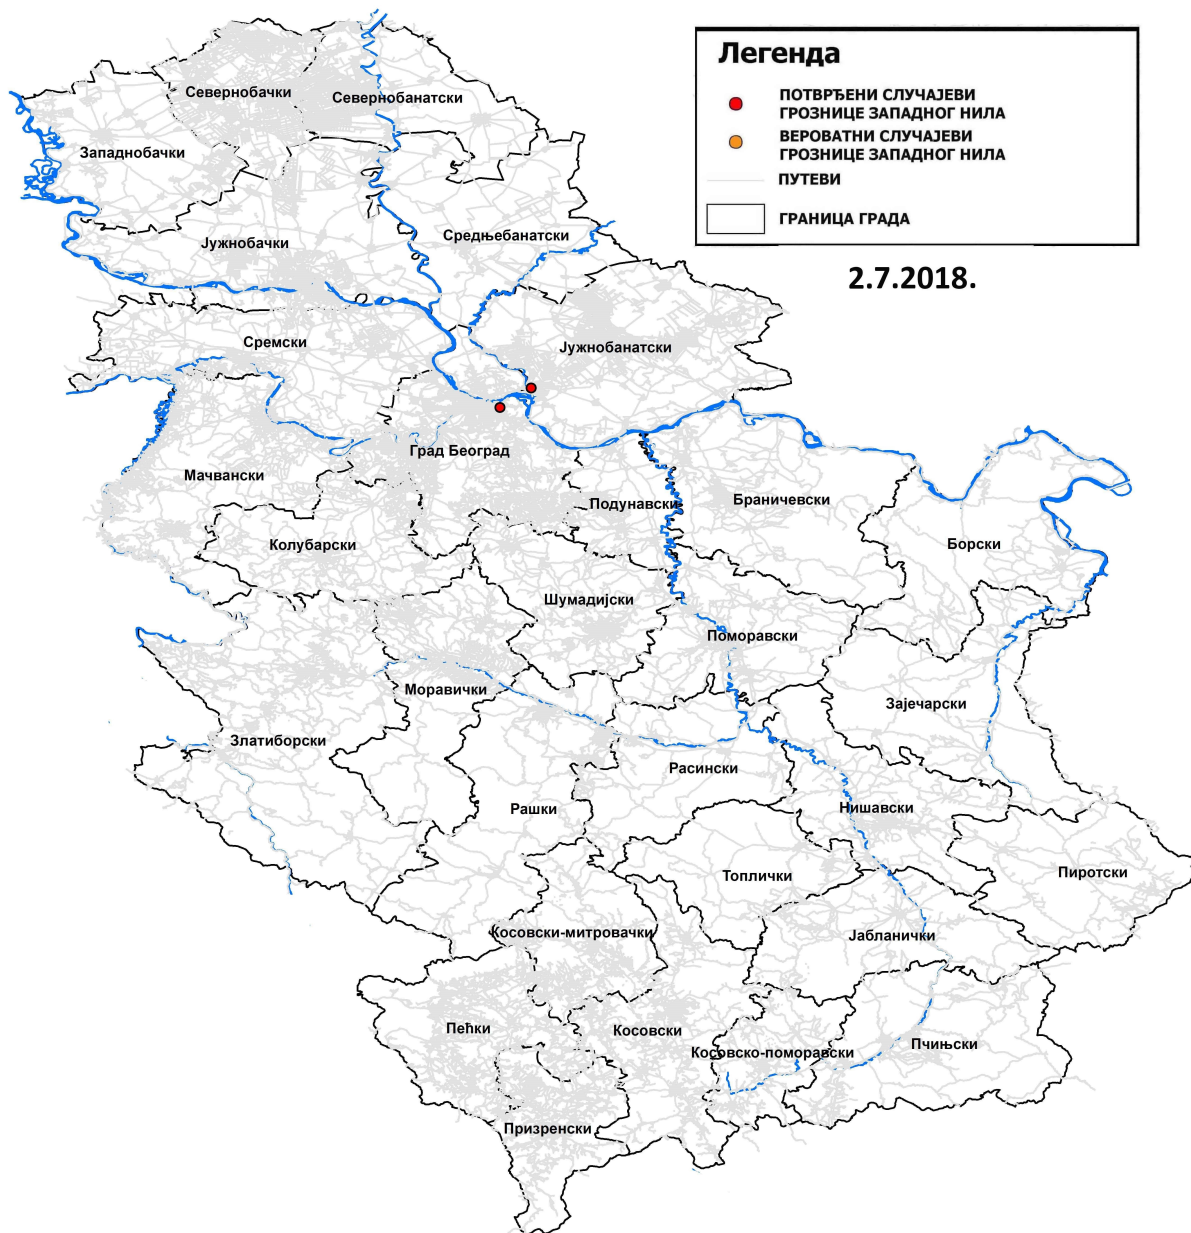 Легенда
ПОТВРЂЕНИ СЛУЧАЈЕВИ
ГРОЗНИЦЕ ЗАПАДНОГ НИЛА
ВЕРОВАТНИ СЛУЧАЈЕВИ
ГРОЗНИЦЕ ЗАПАДНОГ НИЛА
ПУТЕВИ
ГРАНИЦА ГРАДА
2.7.2018.
Севернобачки
Севернобанатски
Западнобачки
Јужнобачки
Средњебанатски
Сремски
Јужнобанатски
Град Београд
Мачвански
Подунавски
Браничевски
Колубарски
Борски
Шумадијски
Поморавски
Моравички
Зајечарски
Златиборски
Расински
Рашки
Нишавски
Топлички
Пиротски
Косовски-митровачки
Јабланички
Пећки
Косовски
Косовско-поморавски
Пчињски
Призренски